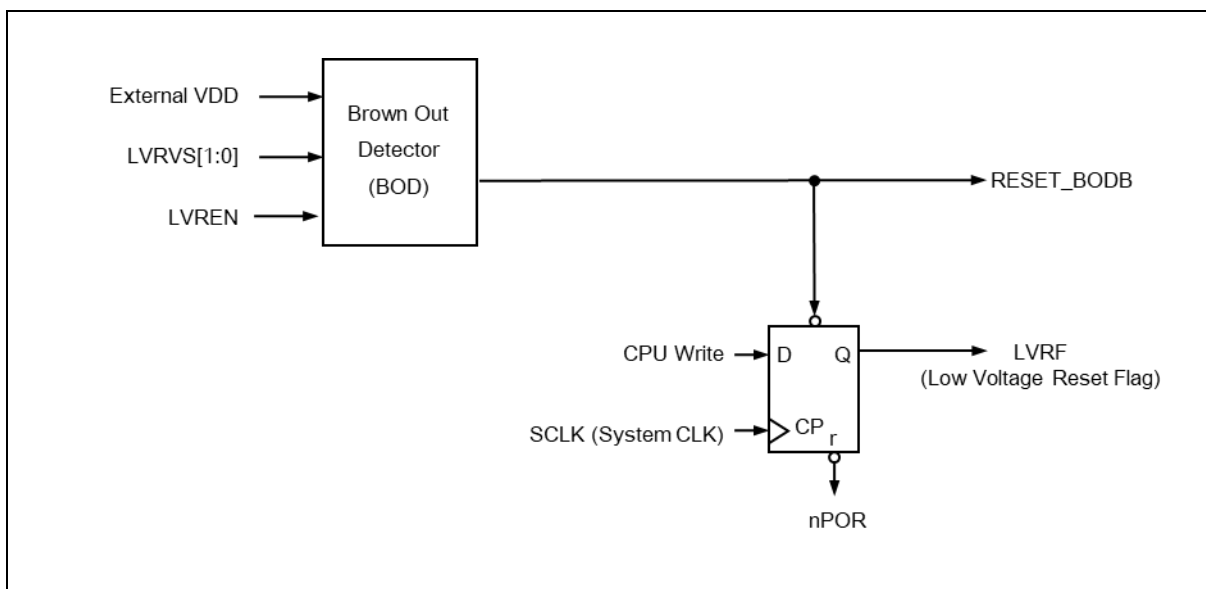 External VDD
LVRVS[1:0]
LVREN
Brown Out
Detector
(BOD)
RESET_BODB
CPU Write
D
Q
LVRF
(Low Voltage Reset Flag)
SCLK (System CLK)
CP
r
nPOR